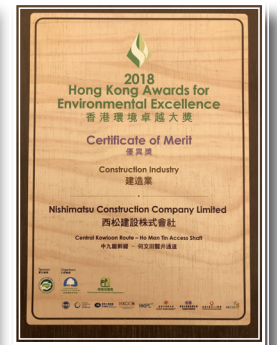 2018
Hong Kong Awards for
Environmental Excellence
香港環境卓越大獎
Certificate of Merit
優異獎
Construction Industry
建造業
Nishimatsu Construction Company Limited
西松建設株式會社
Central Kowloon Route – Ho Man Tin Access Shaft
中九龍幹線 — 何文田豎井通道